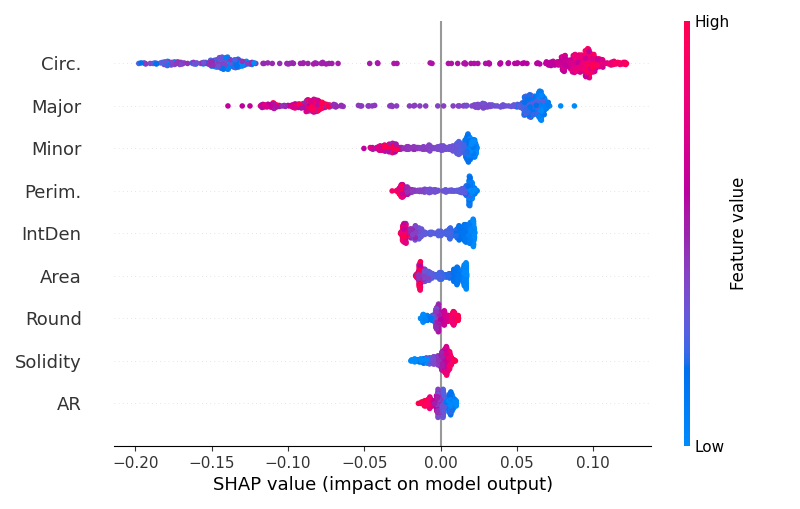 High
Circ.
Major
Minor
Perim.
IntDen
Area
Round
Solidity
AR
Feature value
Low
−0.20 −0.15 −0.10 −0.05 0.00 0.05 0.10
SHAP value (impact on model output)